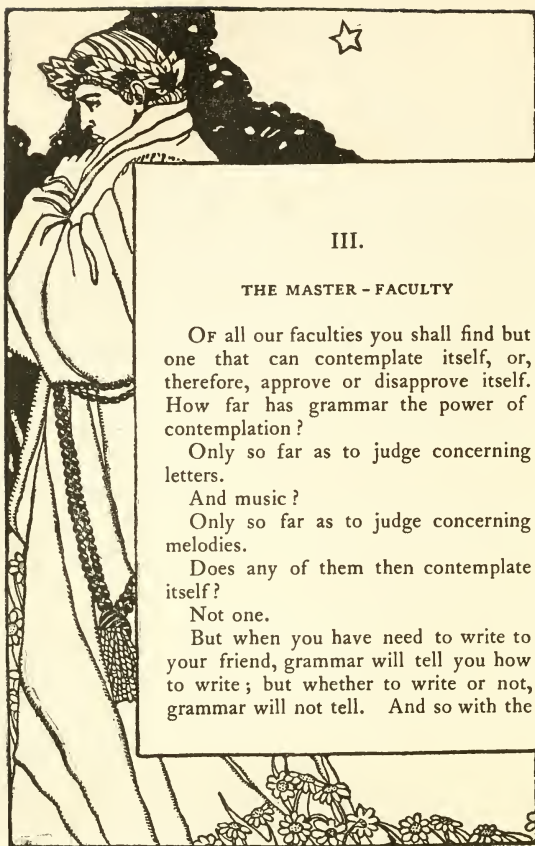 III.
THE MASTER-FACULTY
OF all our faculties you shall find but
one that can contemplate itself, or,
therefore, approve or disapprove itself.
How far has grammar the power of
contemplation ?
Only so far as to judge concerning
letters.
And music ?
Only so far as to judge concerning
melodies.
Does any of them then contemplate
itself ?
Not one.
But when you have need to write to
your friend, grammar will tell you how
to write ; but whether to write or not,
grammar will not tell. And so with the